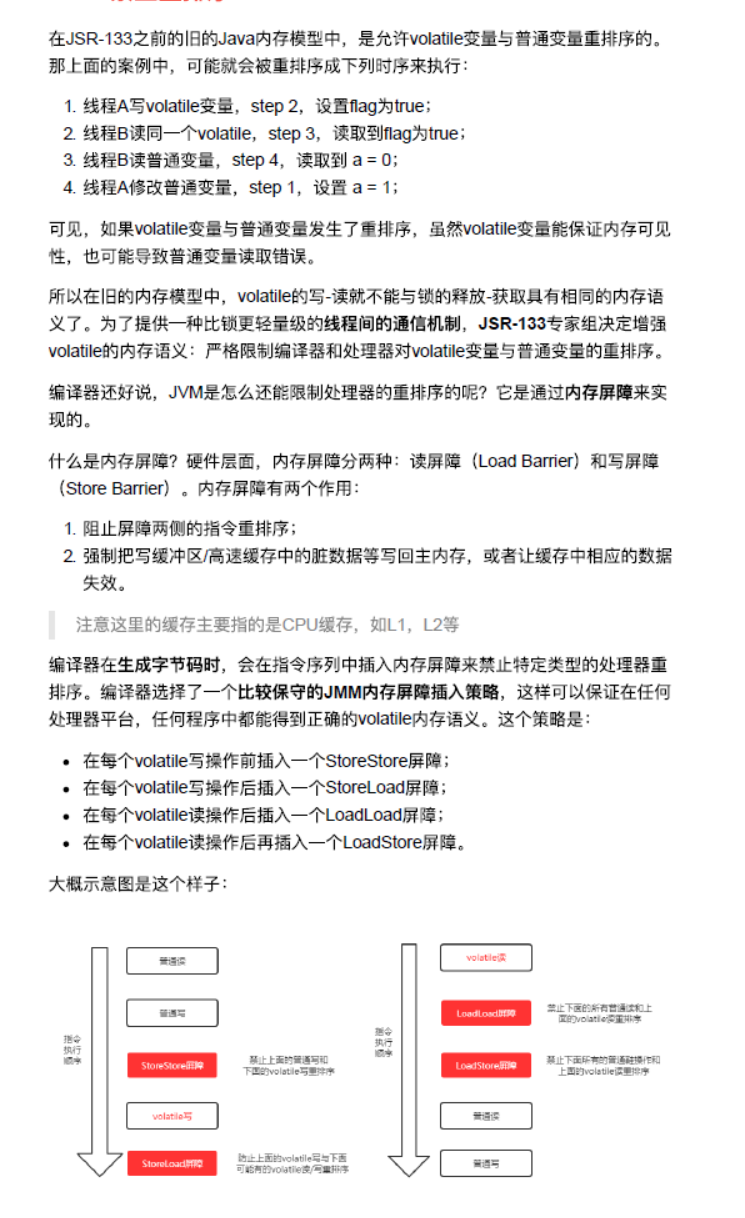 在JSR-133之前的旧的Java内存模型中，是允许volatile变量与普通变量重排序的。
那上面的案例中，可能就会被重排序成下列时序来执行：
1. 线程A写volatile变量，step 2，设置flag为true；
2. 线程B读同一个volatile，step 3，读取到flag为true；
3. 线程B读普通变量，step 4，读取到 a = 0；
4. 线程A修改普通变量，step 1，设置 a = 1；
可见，如果volatile变量与普通变量发生了重排序，虽然volatile变量能保证内存可见
性，也可能导致普通变量读取错误。
所以在旧的内存模型中，volatile的写-读就不能与锁的释放-获取具有相同的内存语
义了。为了提供一种比锁更轻量级的线程间的通信机制，JSR-133专家组决定增强
volatile的内存语义：严格限制编译器和处理器对volatile变量与普通变量的重排序。
编译器还好说，JVM是怎么还能限制处理器的重排序的呢？它是通过内存屏障来实
现的。
什么是内存屏障？硬件层面，内存屏障分两种：读屏障（Load Barrier）和写屏障
（Store Barrier）。内存屏障有两个作用：
1. 阻止屏障两侧的指令重排序；
2. 强制把写缓冲区/高速缓存中的脏数据等写回主内存，或者让缓存中相应的数据
失效。
注意这里的缓存主要指的是CPU缓存，如L1，L2等
编译器在生成字节码时，会在指令序列中插入内存屏障来禁止特定类型的处理器重
排序。编译器选择了一个比较保守的JMM内存屏障插入策略，这样可以保证在任何
处理器平台，任何程序中都能得到正确的volatile内存语义。这个策略是：
• 在每个volatile写操作前插入一个StoreStore屏障；
• 在每个volatile写操作后插入一个StoreLoad屏障；
• 在每个volatile读操作后插入一个LoadLoad屏障；
• 在每个volatile读操作后再插入一个LoadStore屏障。
大概示意图是这个样子：
指令
执行
顺序
普通读
普通写
StoreStore屏障
禁止上面的普通写和
下面的volatile写重排序
volatile写
StoreLoad屏障
防止上面的volatile写与下面
可能有的volatile读/写重排序
指令
执行
顺序
volatile读
LoadLoad屏障
禁止下面的所有普通读和上
面的volatile读重排序
LoadStore屏障
禁止下面所有的普通写操作和
上面的volatile读重排序
普通读
普通写